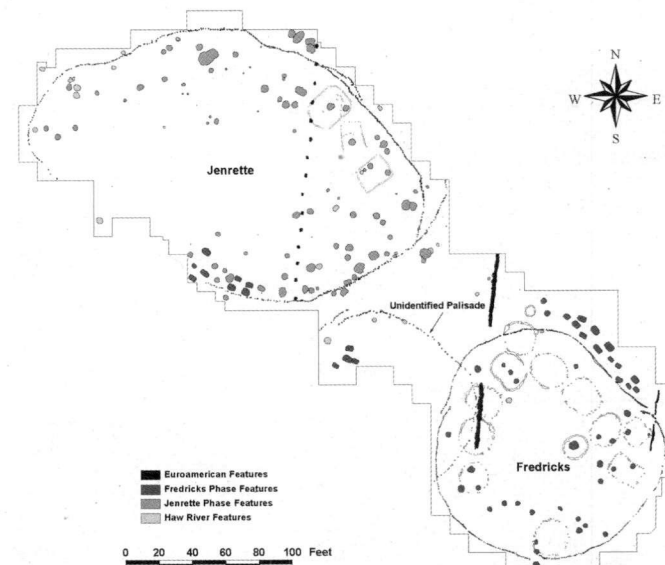 N
W E
S
Jenrette
Unidentified Palisade
Fredricks
Euroamerican Features
Fredricks Phase Features
Jenrette Phase Features
Haw River Features
0 20 40 60 80 100 Feet